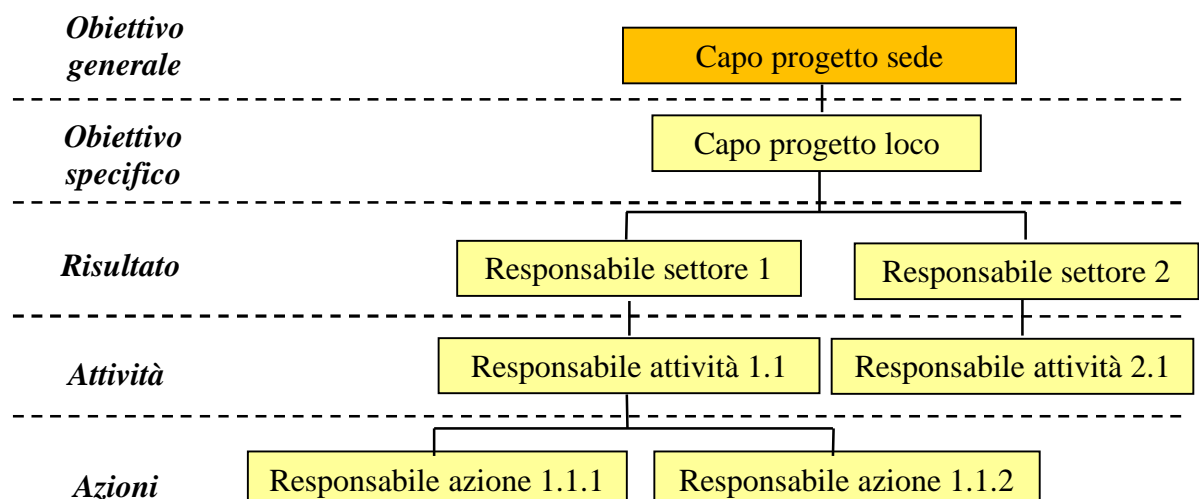 Obiettivo
generale
Capo progetto sede
Obiettivo
specifico
Capo progetto loco
Risultato
Responsabile settore 1
Responsabile settore 2
Attività
Responsabile attività 1.1
Responsabile attività 2.1
Azioni
Responsabile azione 1.1.1
Responsabile azione 1.1.2